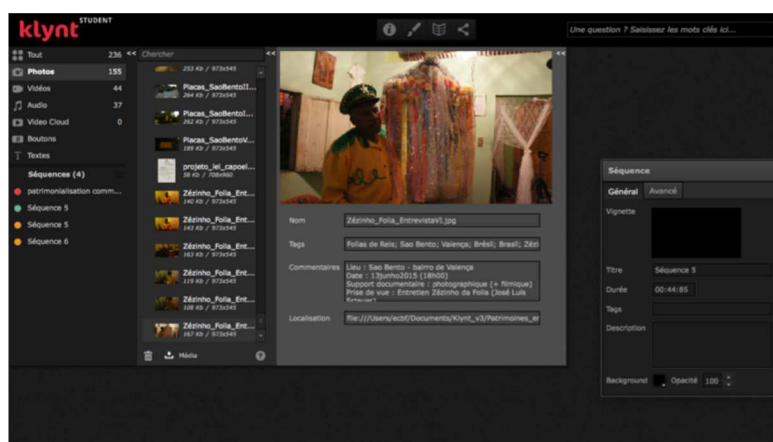 klynt STUDENT
Une question ? Saisissez les mots clés ici...
Tout 236
Photos 155
Vidéos 44
Audio 37
Video Cloud 0
Boutons
Textes
Séquences (4)
patrimonialisation comm...
Séquence 5
Séquence 5
Séquence 6
<< Chercher <<
253 Kb / 973x545
Placas_SaoBentoII...
264 Kb / 973x545
Placas_SaoBentoI...
262 Kb / 973x545
Placas_SaoBentoV...
189 Kb / 973x545
projeto_lei_capoei...
58 Kb / 708x960
Zézinho_Folia_Ent...
140 Kb / 973x545
Zézinho_Folia_Ent...
143 Kb / 973x545
Zézinho_Folia_Ent...
163 Kb / 973x545
Zézinho_Folia_Ent...
119 Kb / 973x545
Zézinho_Folia_Ent...
108 Kb / 973x545
Zézinho_Folia_Ent...
167 Kb / 973x545
Média ?
<<
Nom Zézinho_Folia_EntrevistaVI.jpg
Tags Folias de Reis; Sao Bento; Valença; Brésil; Brasil; Zézi
Commentaires Lieu : Sao Bento - bairro de Valença
Date : 13junho2015 (18h00)
Support documentaire : photographique (+ filmique)
Prise de vue : Entretien Zézinho da Folia (José Luis
Localisation file:///Users/ecbf/Documents/Klynt_v3/Patrimoines_er
Séquence
Général Avancé
Vignette
Titre Séquence 5
Durée 00:44:85
Tags
Description
Background Opacité 100